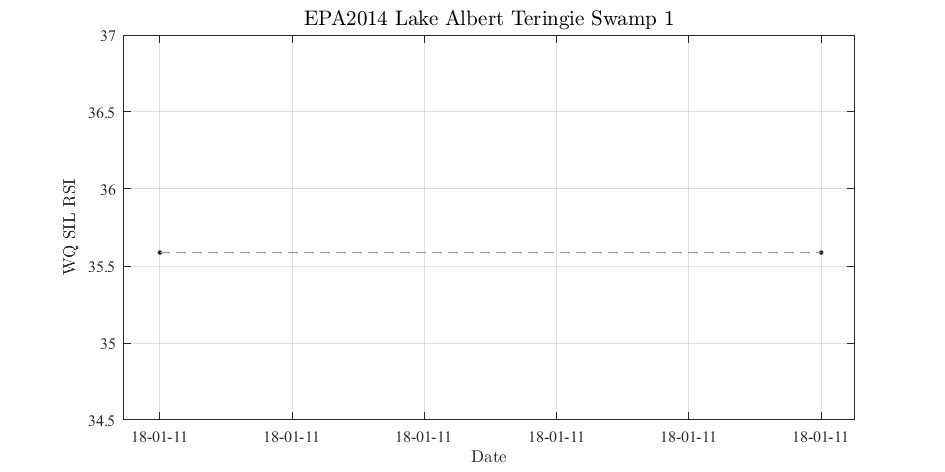 EPA2014 Lake Albert Teringie Swamp 1
37
36.5
36
35.5
35
34.5
WQ SIL RSI
18-01-11 18-01-11 18-01-11 18-01-11 18-01-11 18-01-11
Date